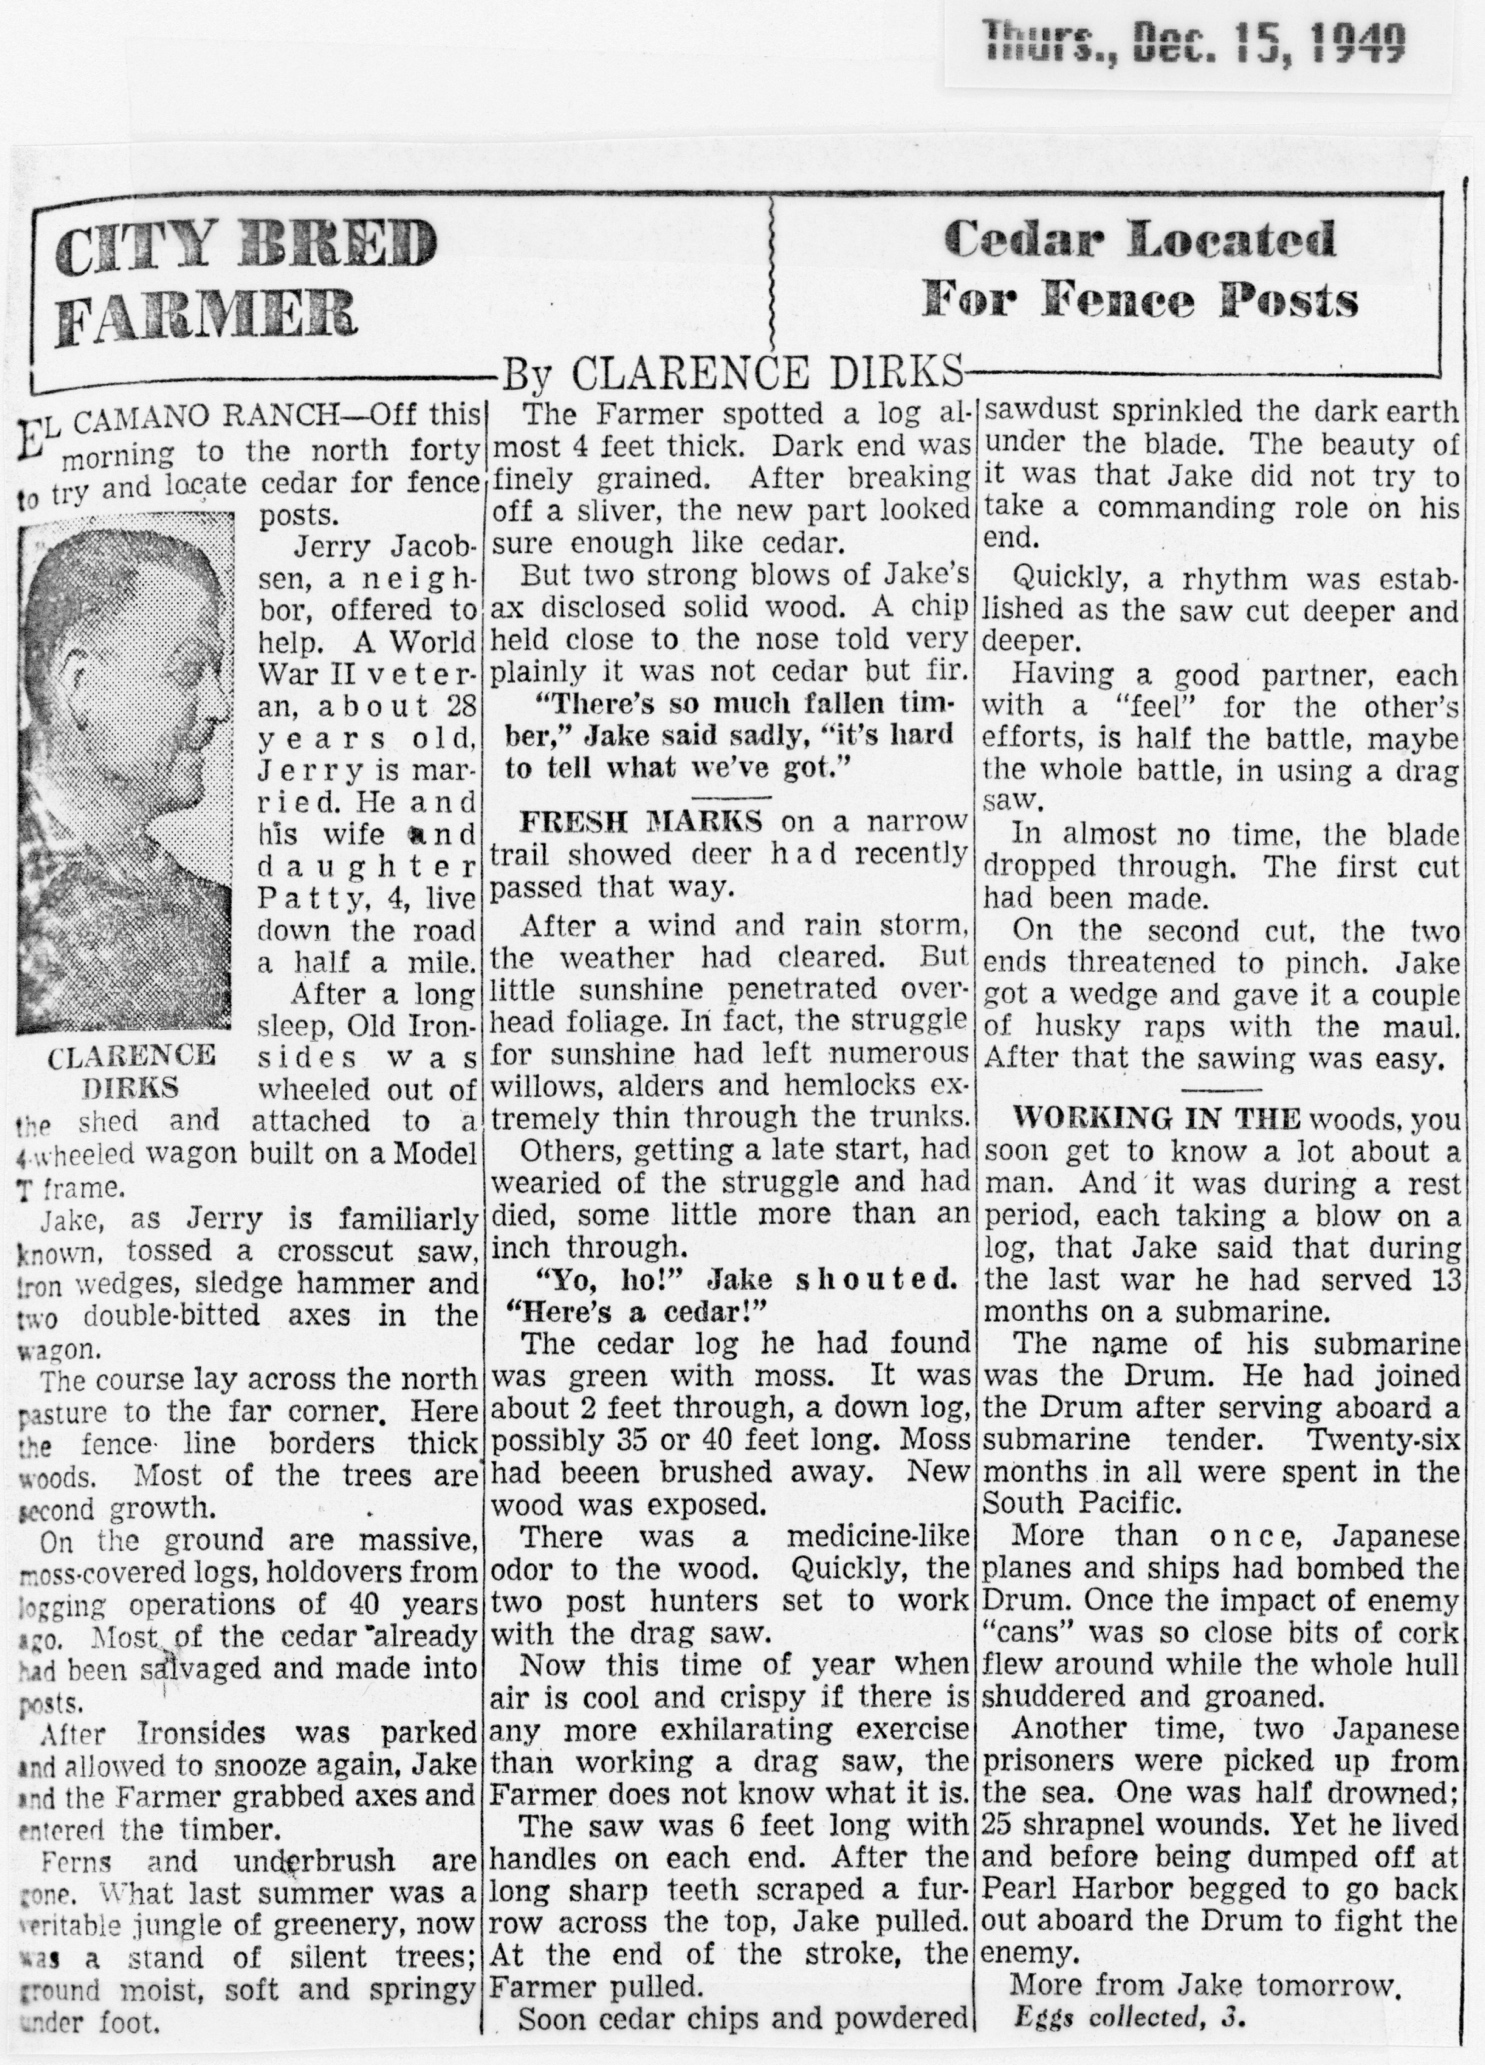 Thurs., Dec. 15, 1949
CITY BRED
FARMER
Cedar Located
For Fence Posts
By CLARENCE DIRKS
EL CAMANO RANCH—Off this
morning to the north forty
to try and locate cedar for fence
posts.
Jerry Jacob-
sen, a neigh-
bor, offered to
help. A World
War II veter-
an, about 28
years old,
Jerry is mar-
ried. He and
his wife and
daughter
Patty, 4, live
down the road
a half a mile.
After a long
sleep, Old Iron-
sides was
wheeled out of
CLARENCE
DIRKS
the shed and attached to a
4-wheeled wagon built on a Model
T frame.
Jake, as Jerry is familiarly
known, tossed a crosscut saw,
iron wedges, sledge hammer and
two double-bitted axes in the
wagon.
The course lay across the north
pasture to the far corner. Here
the fence line borders thick
woods. Most of the trees are
second growth.
On the ground are massive,
moss-covered logs, holdovers from
logging operations of 40 years
ago. Most of the cedar already
had been salvaged and made into
posts.
After Ironsides was parked
and allowed to snooze again, Jake
and the Farmer grabbed axes and
entered the timber.
Ferns and underbrush are
gone. What last summer was a
veritable jungle of greenery, now
was a stand of silent trees;
ground moist, soft and springy
under foot.
The Farmer spotted a log al-
most 4 feet thick. Dark end was
finely grained. After breaking
off a sliver, the new part looked
sure enough like cedar.
But two strong blows of Jake's
ax disclosed solid wood. A chip
held close to the nose told very
plainly it was not cedar but fir.
"There's so much fallen tim-
ber," Jake said sadly, "it's hard
to tell what we've got."
FRESH MARKS on a narrow
trail showed deer had recently
passed that way.
After a wind and rain storm,
the weather had cleared. But
little sunshine penetrated over-
head foliage. In fact, the struggle
for sunshine had left numerous
willows, alders and hemlocks ex-
tremely thin through the trunks.
Others, getting a late start, had
wearied of the struggle and had
died, some little more than an
inch through.
"Yo, ho!" Jake shouted.
"Here's a cedar!"
The cedar log he had found
was green with moss. It was
about 2 feet through, a down log,
possibly 35 or 40 feet long. Moss
had beeen brushed away. New
wood was exposed.
There was a medicine-like
odor to the wood. Quickly, the
two post hunters set to work
with the drag saw.
Now this time of year when
air is cool and crispy if there is
any more exhilarating exercise
than working a drag saw, the
Farmer does not know what it is.
The saw was 6 feet long with
handles on each end. After the
long sharp teeth scraped a fur-
row across the top, Jake pulled.
At the end of the stroke, the
Farmer pulled.
Soon cedar chips and powdered
sawdust sprinkled the dark earth
under the blade. The beauty of
it was that Jake did not try to
take a commanding role on his
end.
Quickly, a rhythm was estab-
lished as the saw cut deeper and
deeper.
Having a good partner, each
with a "feel" for the other's
efforts, is half the battle, maybe
the whole battle, in using a drag
saw.
In almost no time, the blade
dropped through. The first cut
had been made.
On the second cut, the two
ends threatened to pinch. Jake
got a wedge and gave it a couple
of husky raps with the maul.
After that the sawing was easy.
WORKING IN THE woods, you
soon get to know a lot about a
man. And it was during a rest
period, each taking a blow on a
log, that Jake said that during
the last war he had served 13
months on a submarine.
The name of his submarine
was the Drum. He had joined
the Drum after serving aboard a
submarine tender. Twenty-six
months in all were spent in the
South Pacific.
More than once, Japanese
planes and ships had bombed the
Drum. Once the impact of enemy
"cans" was so close bits of cork
flew around while the whole hull
shuddered and groaned.
Another time, two Japanese
prisoners were picked up from
the sea. One was half drowned;
25 shrapnel wounds. Yet he lived
and before being dumped off at
Pearl Harbor begged to go back
out aboard the Drum to fight the
enemy.
More from Jake tomorrow.
Eggs collected, 3.